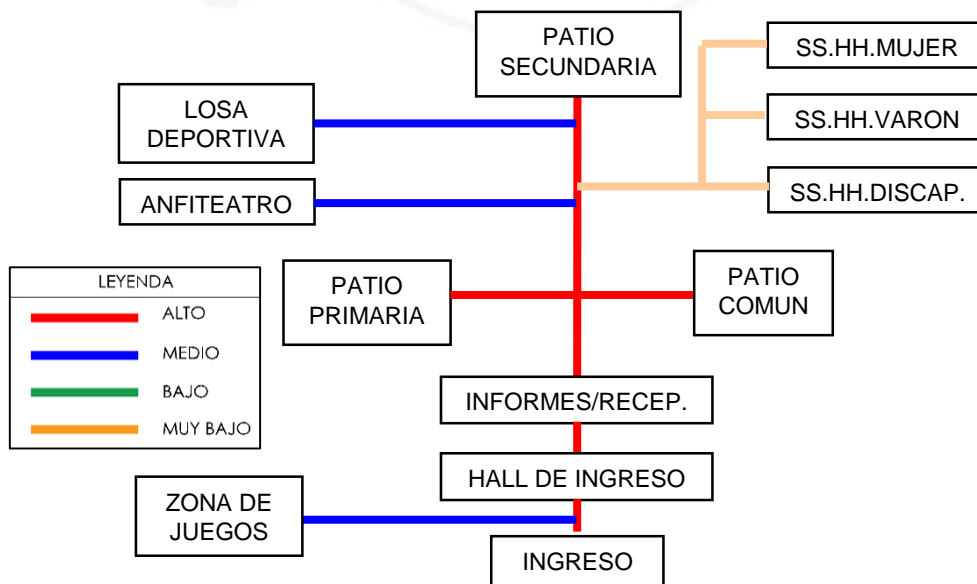 PATIO
SECUNDARIA
SS.HH.MUJER
LOSA
DEPORTIVA
SS.HH.VARON
ANFITEATRO
SS.HH.DISCAP.
LEYENDA
ALTO
MEDIO
BAJO
MUY BAJO
PATIO
PRIMARIA
PATIO
COMUN
INFORMES/RECEP.
HALL DE INGRESO
ZONA DE
JUEGOS
INGRESO